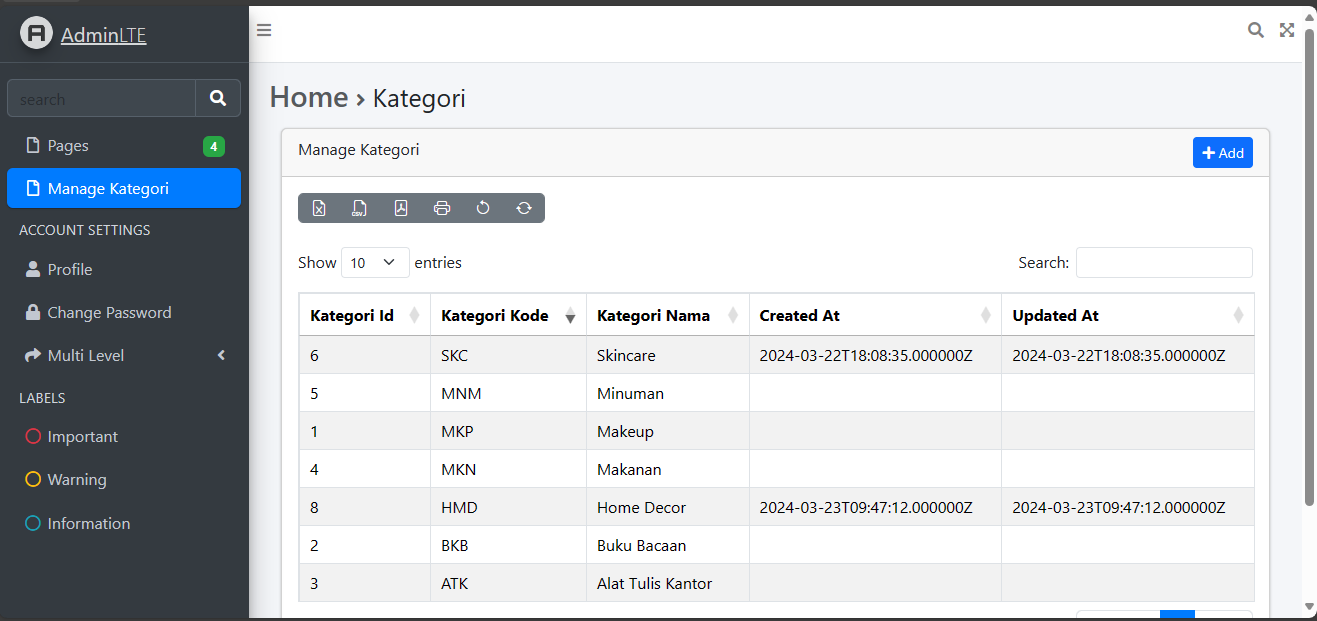 AdminLTE
search
Pages 4
Manage Kategori
ACCOUNT SETTINGS
Profile
Change Password
Multi Level
LABELS
Important
Warning
Information
Home › Kategori
Manage Kategori
+ Add
CSV
Show 10 entries
Search:
Kategori Id Kategori Kode Kategori Nama Created At Updated At
6 SKC Skincare 2024-03-22T18:08:35.000000Z 2024-03-22T18:08:35.000000Z
5 MNM Minuman
1 MKP Makeup
4 MKN Makanan
8 HMD Home Decor 2024-03-23T09:47:12.000000Z 2024-03-23T09:47:12.000000Z
2 BKB Buku Bacaan
3 ATK Alat Tulis Kantor